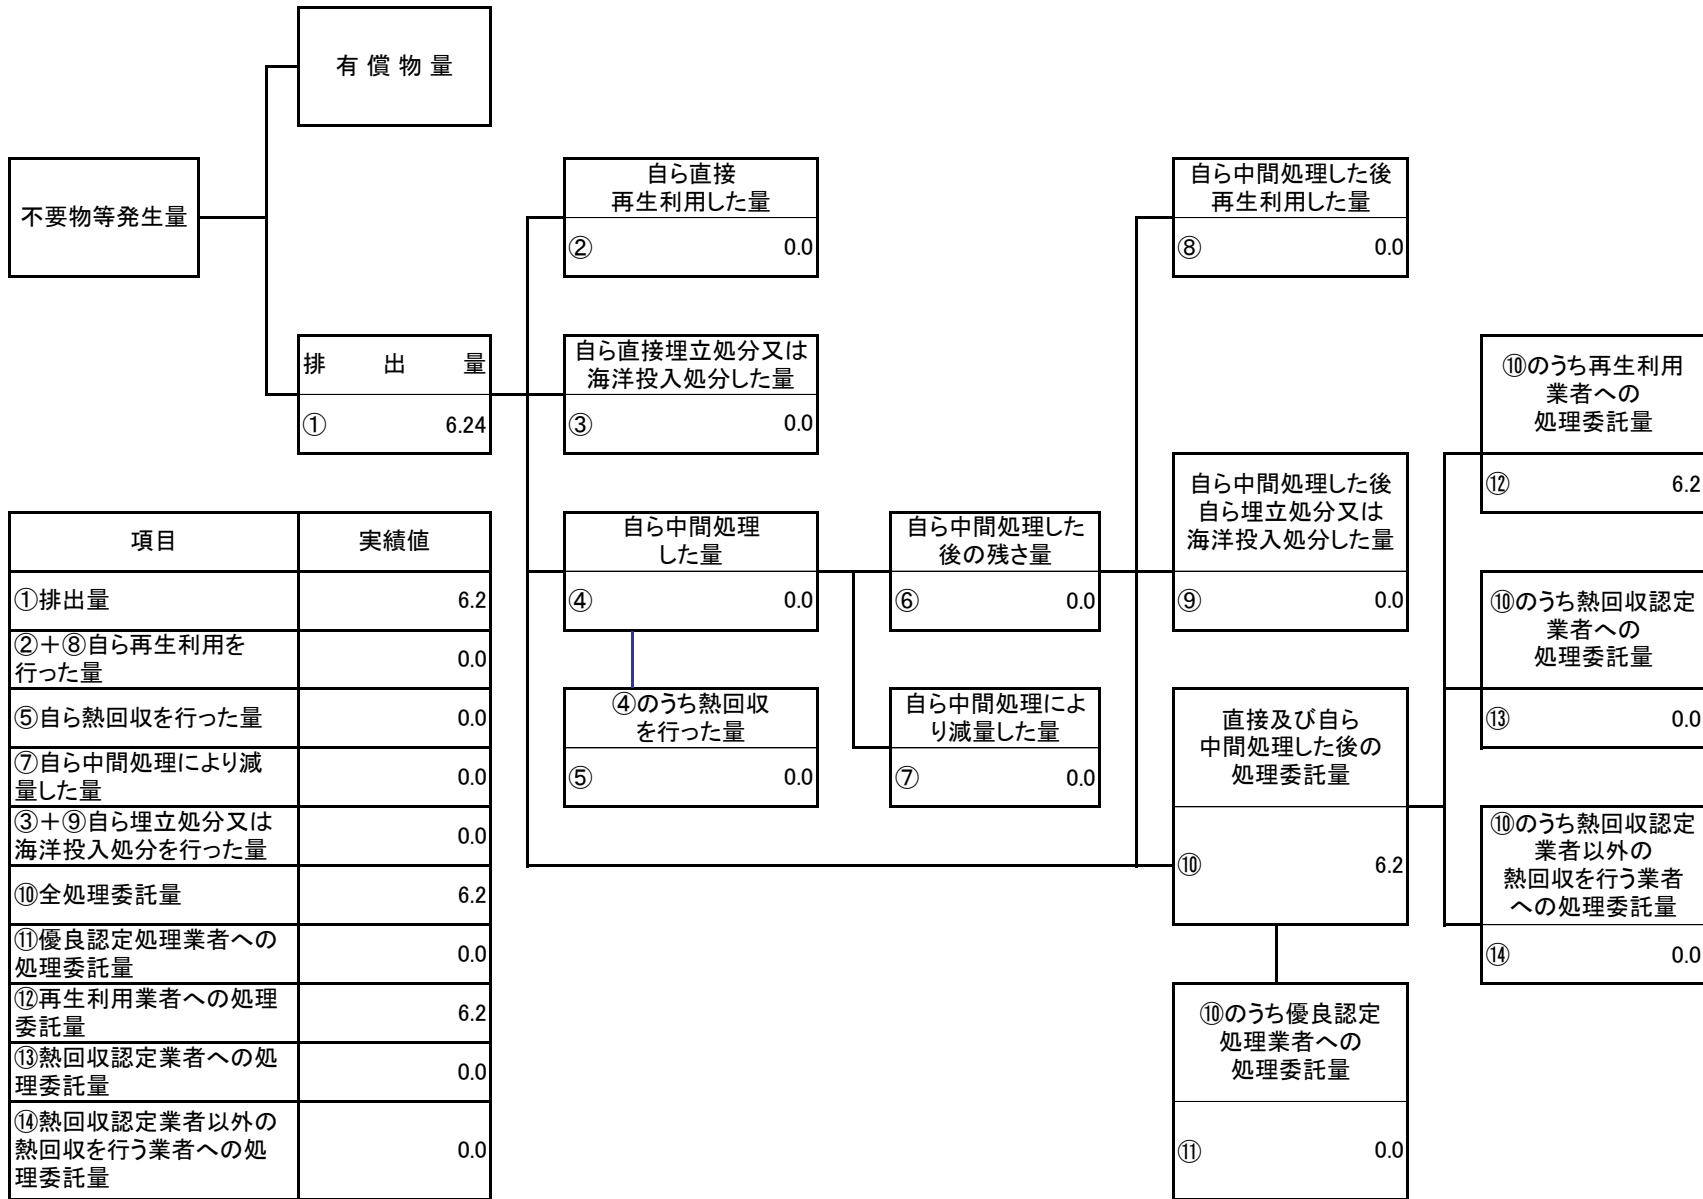 有 償 物 量
不要物等発生量
自ら直接
再生利用した量
② 0.0
自ら中間処理した後
再生利用した量
⑧ 0.0
排 出 量
① 6.24
自ら直接埋立処分又は
海洋投入処分した量
③ 0.0
⑩のうち再生利用
業者への
処理委託量
⑫ 6.2
自ら中間処理
した量
④ 0.0
自ら中間処理した
後の残さ量
⑥ 0.0
自ら中間処理した後
自ら埋立処分又は
海洋投入処分した量
⑨ 0.0
⑩のうち熱回収認定
業者への
処理委託量
⑬ 0.0
④のうち熱回収
を行った量
⑤ 0.0
自ら中間処理によ
り減量した量
⑦ 0.0
直接及び自ら
中間処理した後の
処理委託量
⑩ 6.2
⑩のうち熱回収認定
業者以外の
熱回収を行う業者
への処理委託量
⑭ 0.0
⑩のうち優良認定
処理業者への
処理委託量
⑪ 0.0
項目 実績値
①排出量 6.2
②＋⑧自ら再生利用を
行った量 0.0
⑤自ら熱回収を行った量 0.0
⑦自ら中間処理により減
量した量 0.0
③＋⑨自ら埋立処分又は
海洋投入処分を行った量 0.0
⑩全処理委託量 6.2
⑪優良認定処理業者への
処理委託量 0.0
⑫再生利用業者への処理
委託量 6.2
⑬熱回収認定業者への処
理委託量 0.0
⑭熱回収認定業者以外の
熱回収を行う業者への処
理委託量 0.0